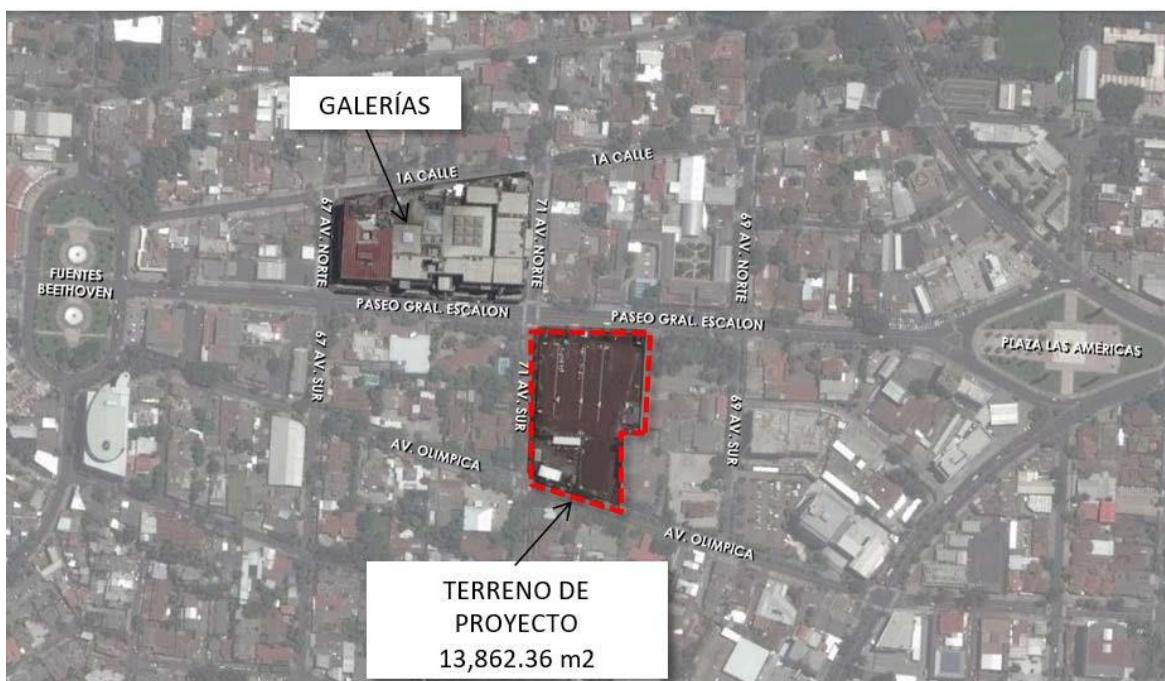 GALERÍAS
1A CALLE
1A CALLE
67 AV. NORTE
71 AV. NORTE
69 AV. NORTE
FUENTES
BEETHOVEN
PASEO GRAL. ESCALON
PASEO GRAL. ESCALON
PLAZA LAS AMÉRICAS
67 AV. SUR
71 AV. SUR
69 AV. SUR
AV. OLIMPICA
AV. OLIMPICA
TERRENO DE
PROYECTO
13,862.36 m2